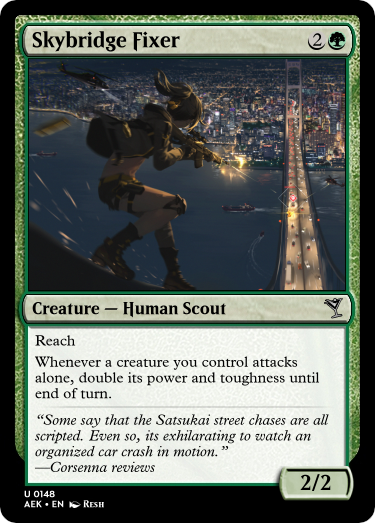 Skybridge Fixer 2
Creature — Human Scout
Reach
Whenever a creature you control attacks
alone, double its power and toughness until
end of turn.
“Some say that the Satsukai street chases are all
scripted. Even so, its exhilarating to watch an
organized car crash in motion.”
—Corsenna reviews
2/2
U 0148
AEK • EN Resh